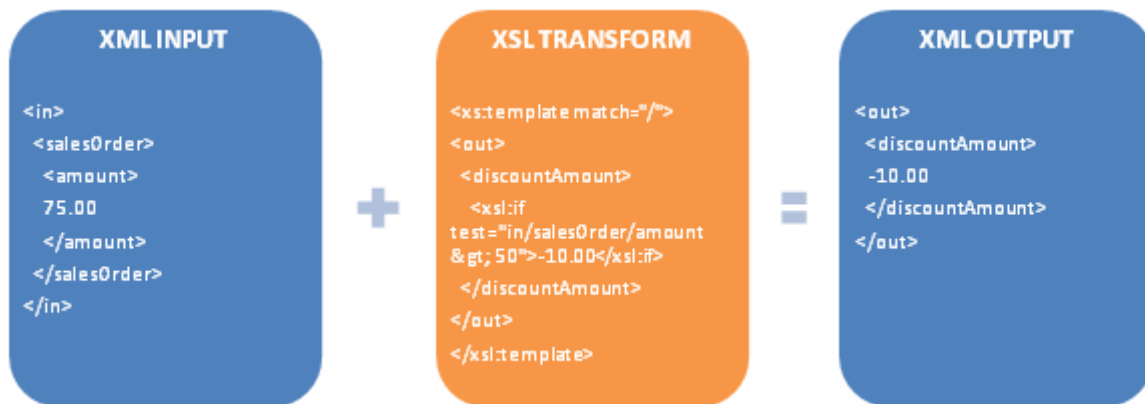 XML INPUT
<in>
<salesOrder>
<amount>
75.00
</amount>
</salesOrder>
</in>
XSL TRANSFORM
<xs:template match="/">
<out>
<discountAmount>
<xsl:if
test="in/salesOrder/amount
&gt; 50">-10.00</xsl:if>
</discountAmount>
</out>
</xsl:template>
XML OUTPUT
<out>
<discountAmount>
-10.00
</discountAmount>
</out>